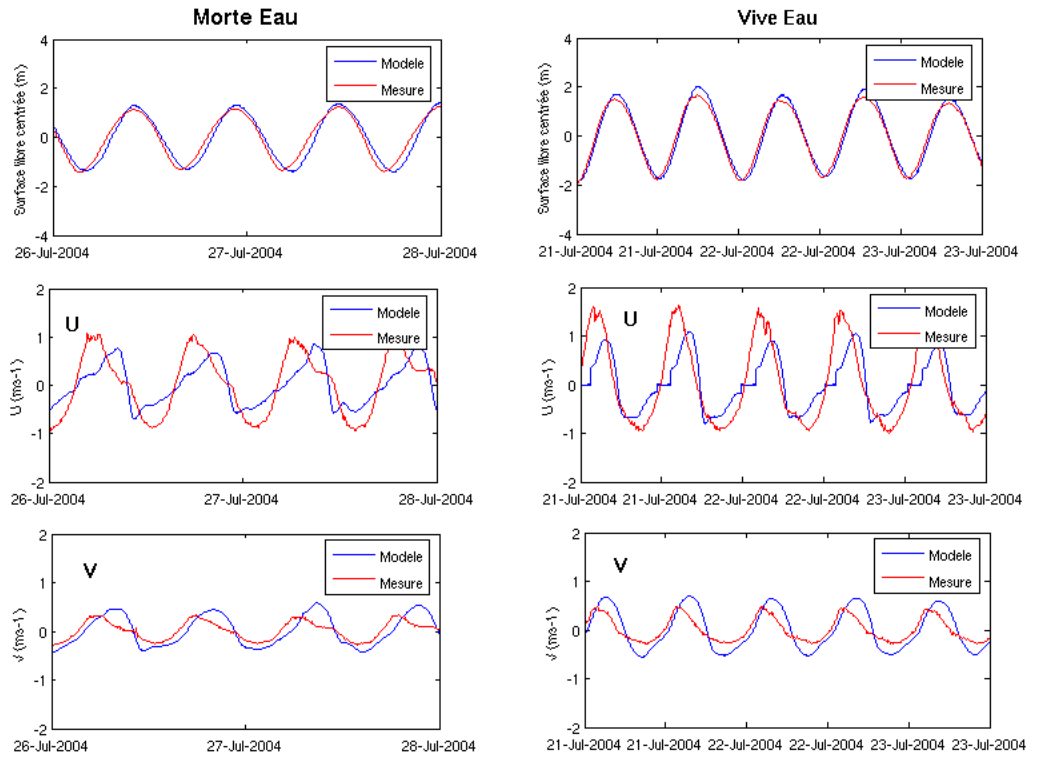 Morte Eau
Vive Eau
Surface libre centrée (m)
4
2
0
-2
-4
Modele
Mesure
26-Jul-2004
27-Jul-2004
28-Jul-2004
Surface libre centrée (m)
4
2
0
-2
-4
Modele
Mesure
21-Jul-2004
21-Jul-2004
22-Jul-2004
22-Jul-2004
23-Jul-2004
23-Jul-2004
U (ms-1)
2
1
0
-1
-2
U
Modele
Mesure
26-Jul-2004
27-Jul-2004
28-Jul-2004
U (ms-1)
2
1
0
-1
-2
U
Modele
Mesure
21-Jul-2004
21-Jul-2004
22-Jul-2004
22-Jul-2004
23-Jul-2004
23-Jul-2004
V (ms-1)
2
1
0
-1
-2
V
Modele
Mesure
26-Jul-2004
27-Jul-2004
28-Jul-2004
V (ms-1)
2
1
0
-1
-2
V
Modele
Mesure
21-Jul-2004
21-Jul-2004
22-Jul-2004
22-Jul-2004
23-Jul-2004
23-Jul-2004